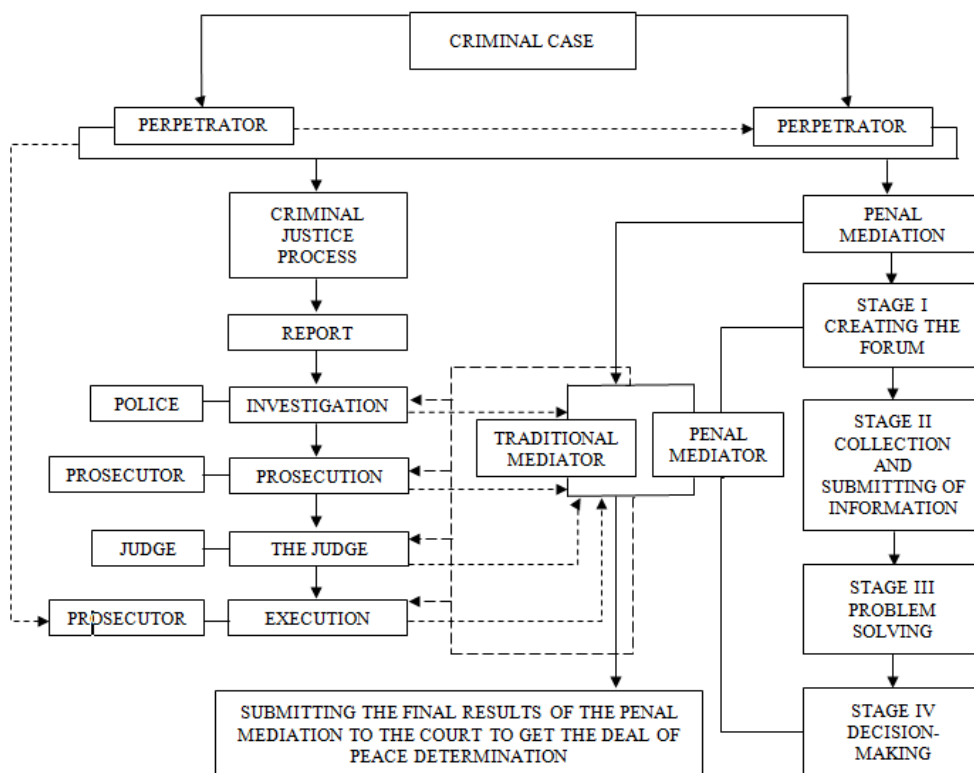 CRIMINAL CASE
PERPETRATOR
PERPETRATOR
CRIMINAL
JUSTICE
PROCESS
PENAL
MEDIATION
REPORT
STAGE I
CREATING THE
FORUM
POLICE
INVESTIGATION
TRADITIONAL
MEDIATOR
PENAL
MEDIATOR
STAGE II
COLLECTION
AND
SUBMITTING OF
INFORMATION
PROSECUTOR
PROSECUTION
JUDGE
THE JUDGE
STAGE III
PROBLEM
SOLVING
PROSECUTOR
EXECUTION
SUBMITTING THE FINAL RESULTS OF THE PENAL
MEDIATION TO THE COURT TO GET THE DEAL OF
PEACE DETERMINATION
STAGE IV
DECISION-
MAKING